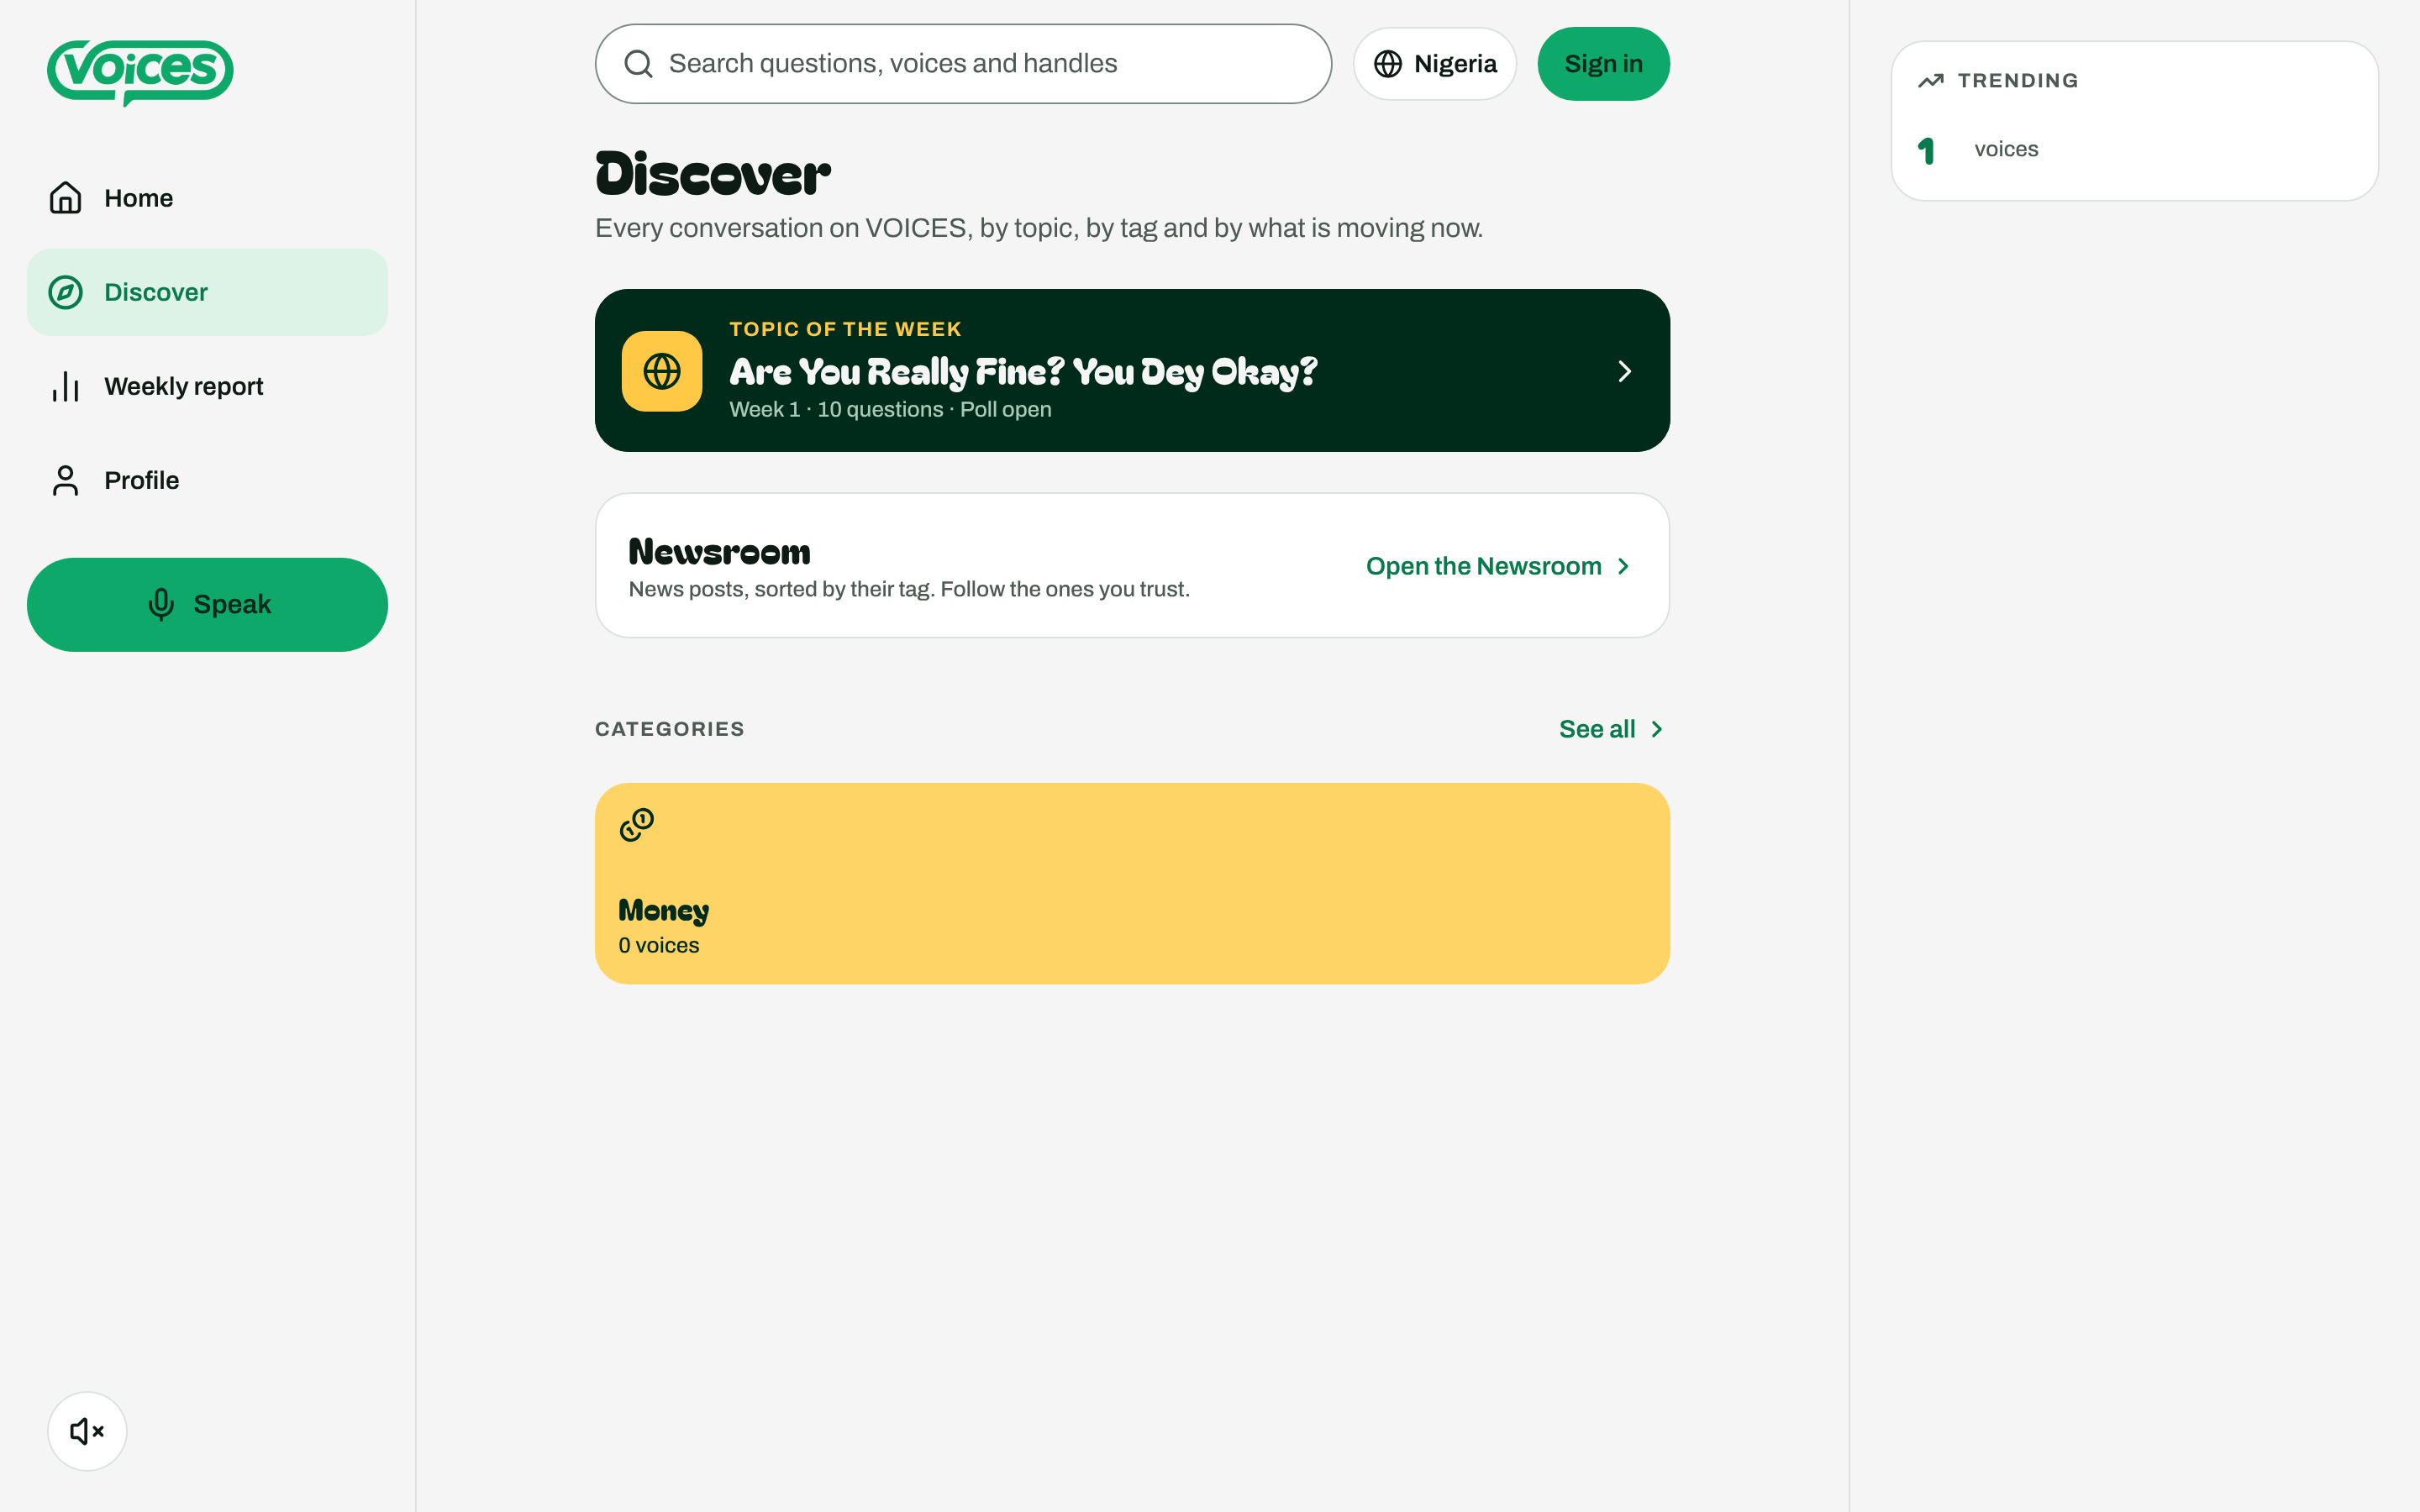 voices
Home
Discover
Weekly report
Profile
Speak
Search questions, voices and handles
Nigeria
Sign in
Discover
Every conversation on VOICES, by topic, by tag and by what is moving now.
TOPIC OF THE WEEK
Are You Really Fine? You Dey Okay?
Week 1 · 10 questions · Poll open
Newsroom
News posts, sorted by their tag. Follow the ones you trust.
Open the Newsroom
CATEGORIES
See all
Money
0 voices
TRENDING
1 voices